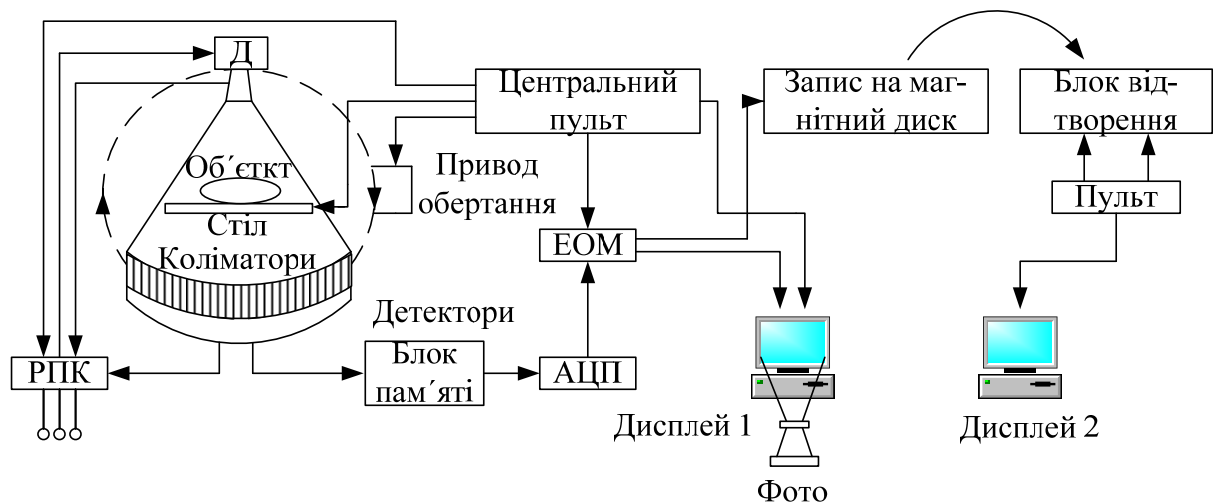 Д
Центральний
пульт
Запис на маг-
нітний диск
Блок від-
творення
Об´єткт
Привод
обертання
Пульт
Стіл
Коліматори
ЕОМ
Детектори
РПК
Блок
пам´яті
АЦП
Дисплей 1
Дисплей 2
Фото